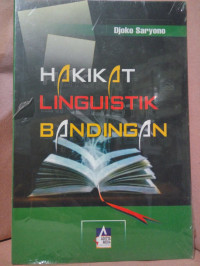 Djoko Saryono
HAKIKAT
LINGUISTIK
BANDINGAN